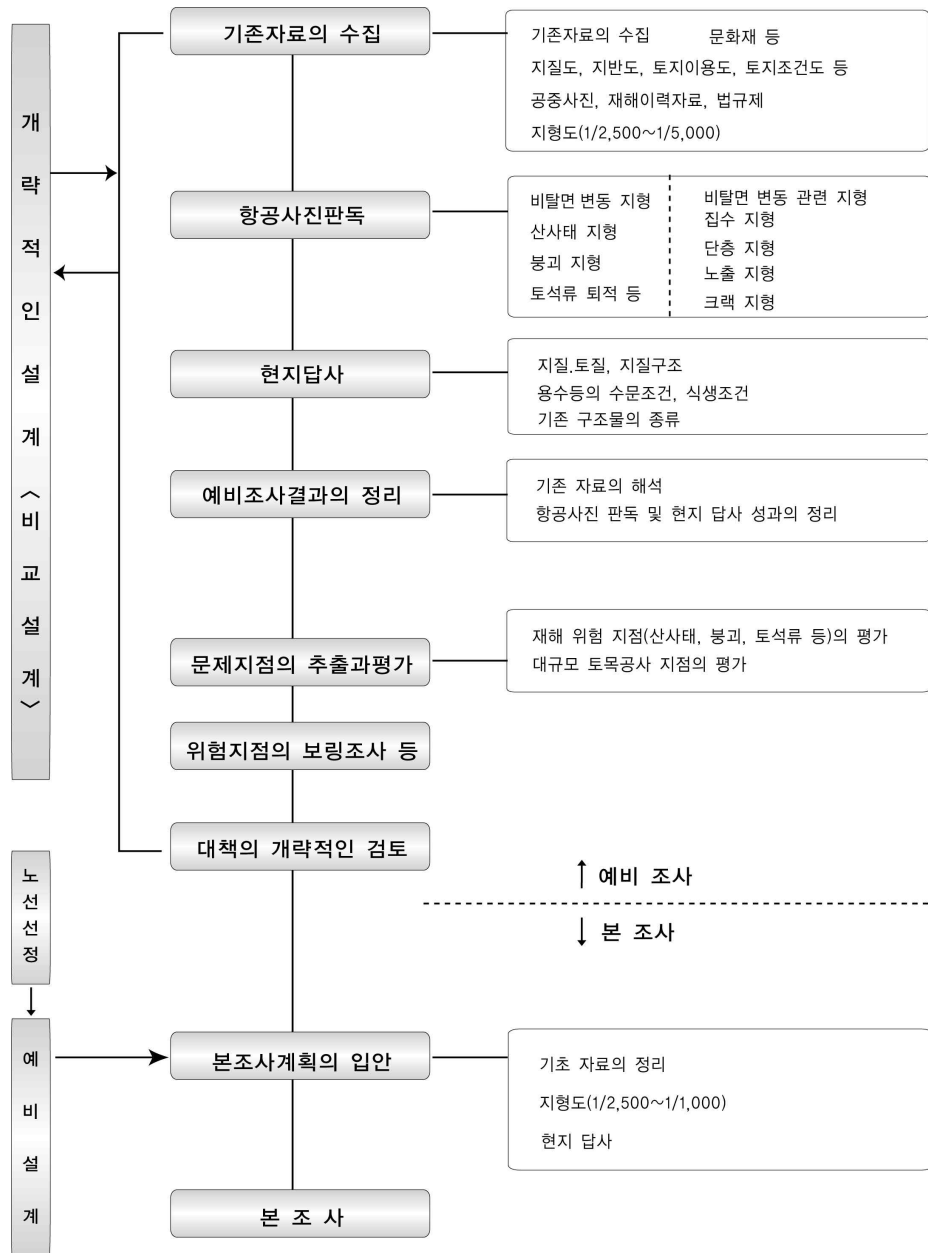 개략적인설계〈비교설계〉
기존자료의 수집
기존자료의 수집 문화재 등
지질도, 지반도, 토지이용도, 토지조건도 등
공중사진, 재해이력자료, 법규제
지형도(1/2,500~1/5,000)
항공사진판독
비탈면 변동 지형
산사태 지형
붕괴 지형
토석류 퇴적 등
비탈면 변동 관련 지형
집수 지형
단층 지형
노출 지형
크랙 지형
현지답사
지질.토질, 지질구조
용수등의 수문조건, 식생조건
기존 구조물의 종류
예비조사결과의 정리
기존 자료의 해석
항공사진 판독 및 현지 답사 성과의 정리
문제지점의 추출과평가
재해 위험 지점(산사태, 붕괴, 토석류 등)의 평가
대규모 토목공사 지점의 평가
위험지점의 보링조사 등
대책의 개략적인 검토
예비 조사
본 조사
노선선정
예비설계
본조사계획의 입안
기초 자료의 정리
지형도(1/2,500~1/1,000)
현지 답사
본 조 사